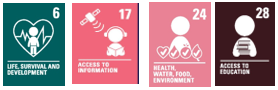 6
LIFE, SURVIVAL AND
DEVELOPMENT
17
ACCESS TO
INFORMATION
24
HEALTH,
WATER, FOOD,
ENVIRONMENT
28
ACCESS TO
EDUCATION